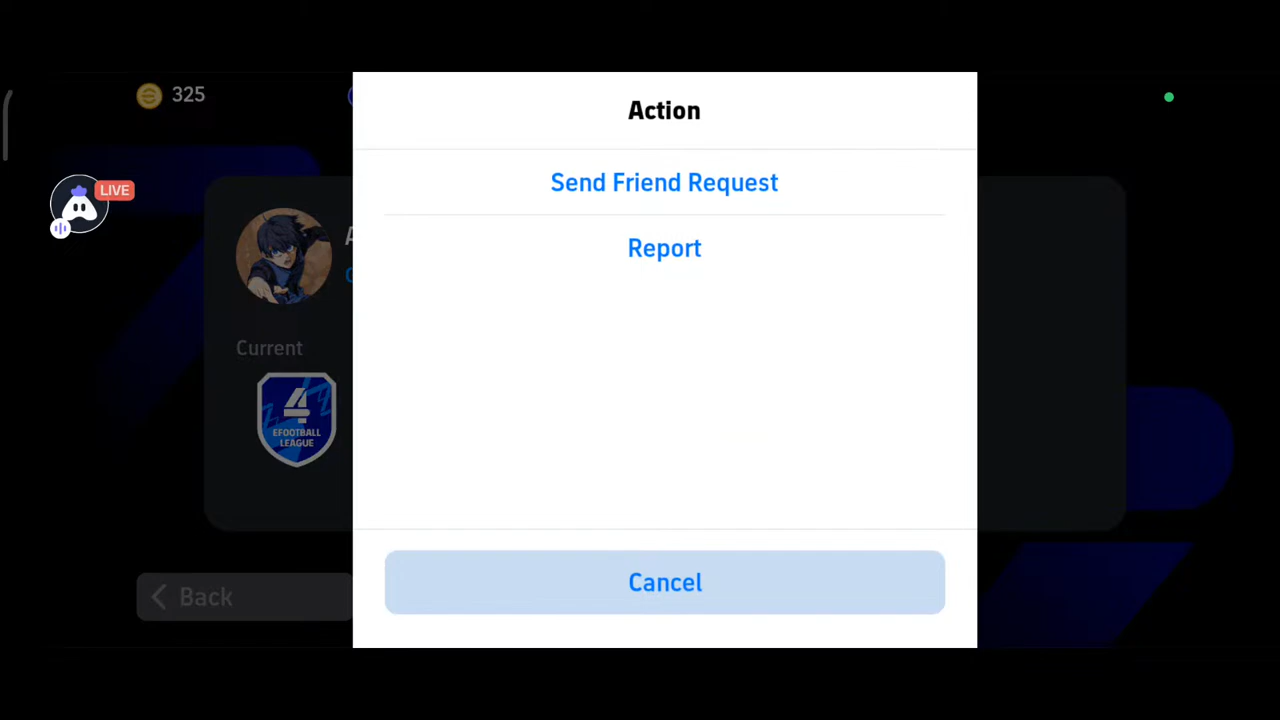 325
Action
LIVE
Send Friend Request
Report
Current
4
EFOOTBALL
LEAGUE
Cancel
Back